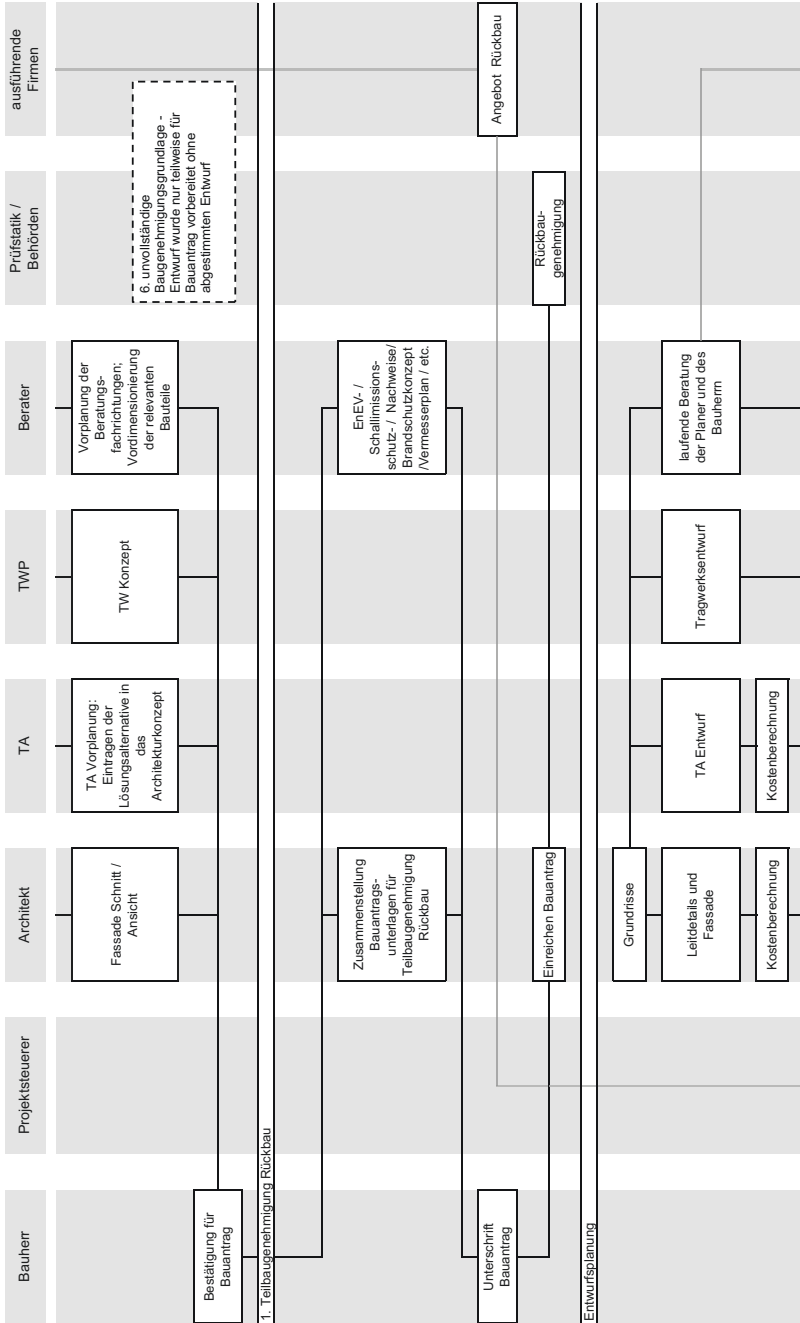 Bauherr
Projektsteuerer
Architekt
TA
TWP
Berater
Prüfstatik /
Behörden
ausführende
Firmen
Fassade Schnitt /
Ansicht
TA Vorplanung:
Eintragen der
Lösungsalternative in
das
Architekturkonzept
TW Konzept
Vorplanung der
Beratungs-
fachrichtungen;
Vordimensionierung
der relevanten
Bauteile
6. unvollständige
Baugenehmigungsgrundlage -
Entwurf wurde nur teilweise für
Bauantrag vorbereitet ohne
abgestimmten Entwurf
Bestätigung für
Bauantrag
1. Teilbaugenehmigung Rückbau
Zusammenstellung
Bauantrags-
unterlagen für
Teilbaugenehmigung
Rückbau
EnEV- /
Schallimissions-
schutz- / Nachweise/
Brandschutzkonzept
/Vermesserplan / etc.
Unterschrift
Bauantrag
Angebot Rückbau
Einreichen Bauantrag
Rückbau-
genehmigung
Entwurfsplanung
Grundrisse
Leitdetails und
Fassade
TA Entwurf
Tragwerksentwurf
laufende Beratung
der Planer und des
Bauherrn
Kostenberechnung
Kostenberechnung